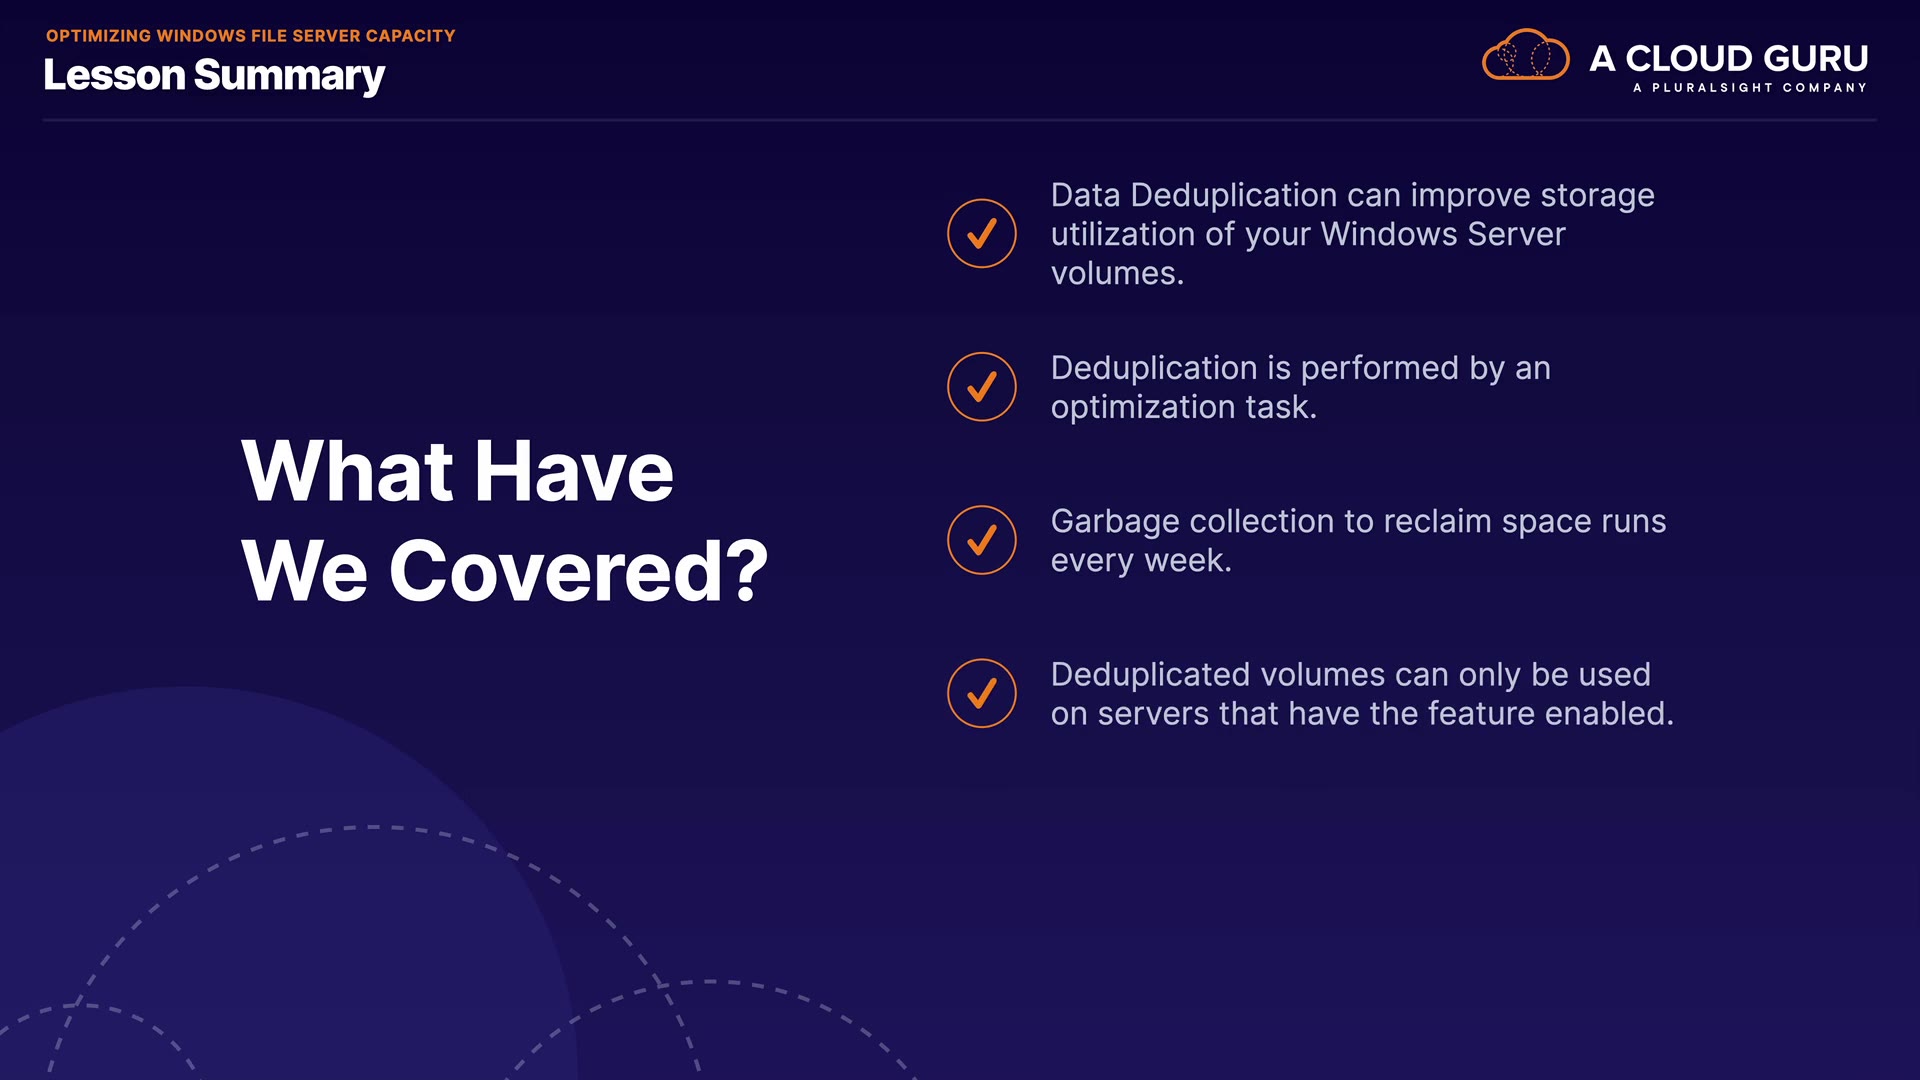 OPTIMIZING WINDOWS FILE SERVER CAPACITY
Lesson Summary
A CLOUD GURU
A PLURALSIGHT COMPANY
What Have
We Covered?
Data Deduplication can improve storage
utilization of your Windows Server
volumes.
Deduplication is performed by an
optimization task.
Garbage collection to reclaim space runs
every week.
Deduplicated volumes can only be used
on servers that have the feature enabled.